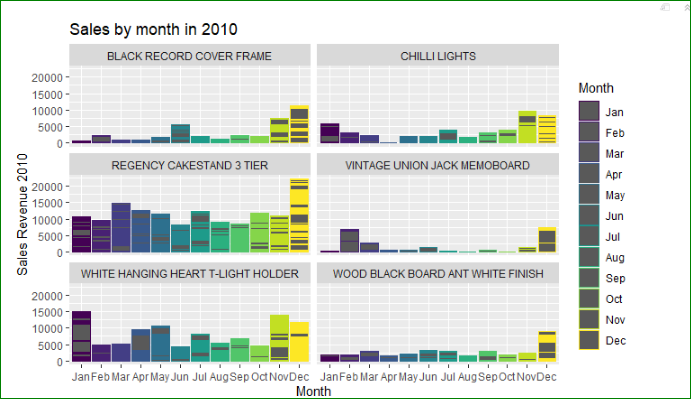 Sales by month in 2010
BLACK RECORD COVER FRAME
CHILLI LIGHTS
20000
15000
10000
5000
0
REGENCY CAKESTAND 3 TIER
VINTAGE UNION JACK MEMOBOARD
20000
15000
10000
5000
0
WHITE HANGING HEART T-LIGHT HOLDER
WOOD BLACK BOARD ANT WHITE FINISH
20000
15000
10000
5000
0
Jan Feb Mar Apr May Jun Jul Aug Sep Oct Nov Dec
Jan Feb Mar Apr May Jun Jul Aug Sep Oct Nov Dec
Month
Sales Revenue 2010
Month
Jan
Feb
Mar
Apr
May
Jun
Jul
Aug
Sep
Oct
Nov
Dec